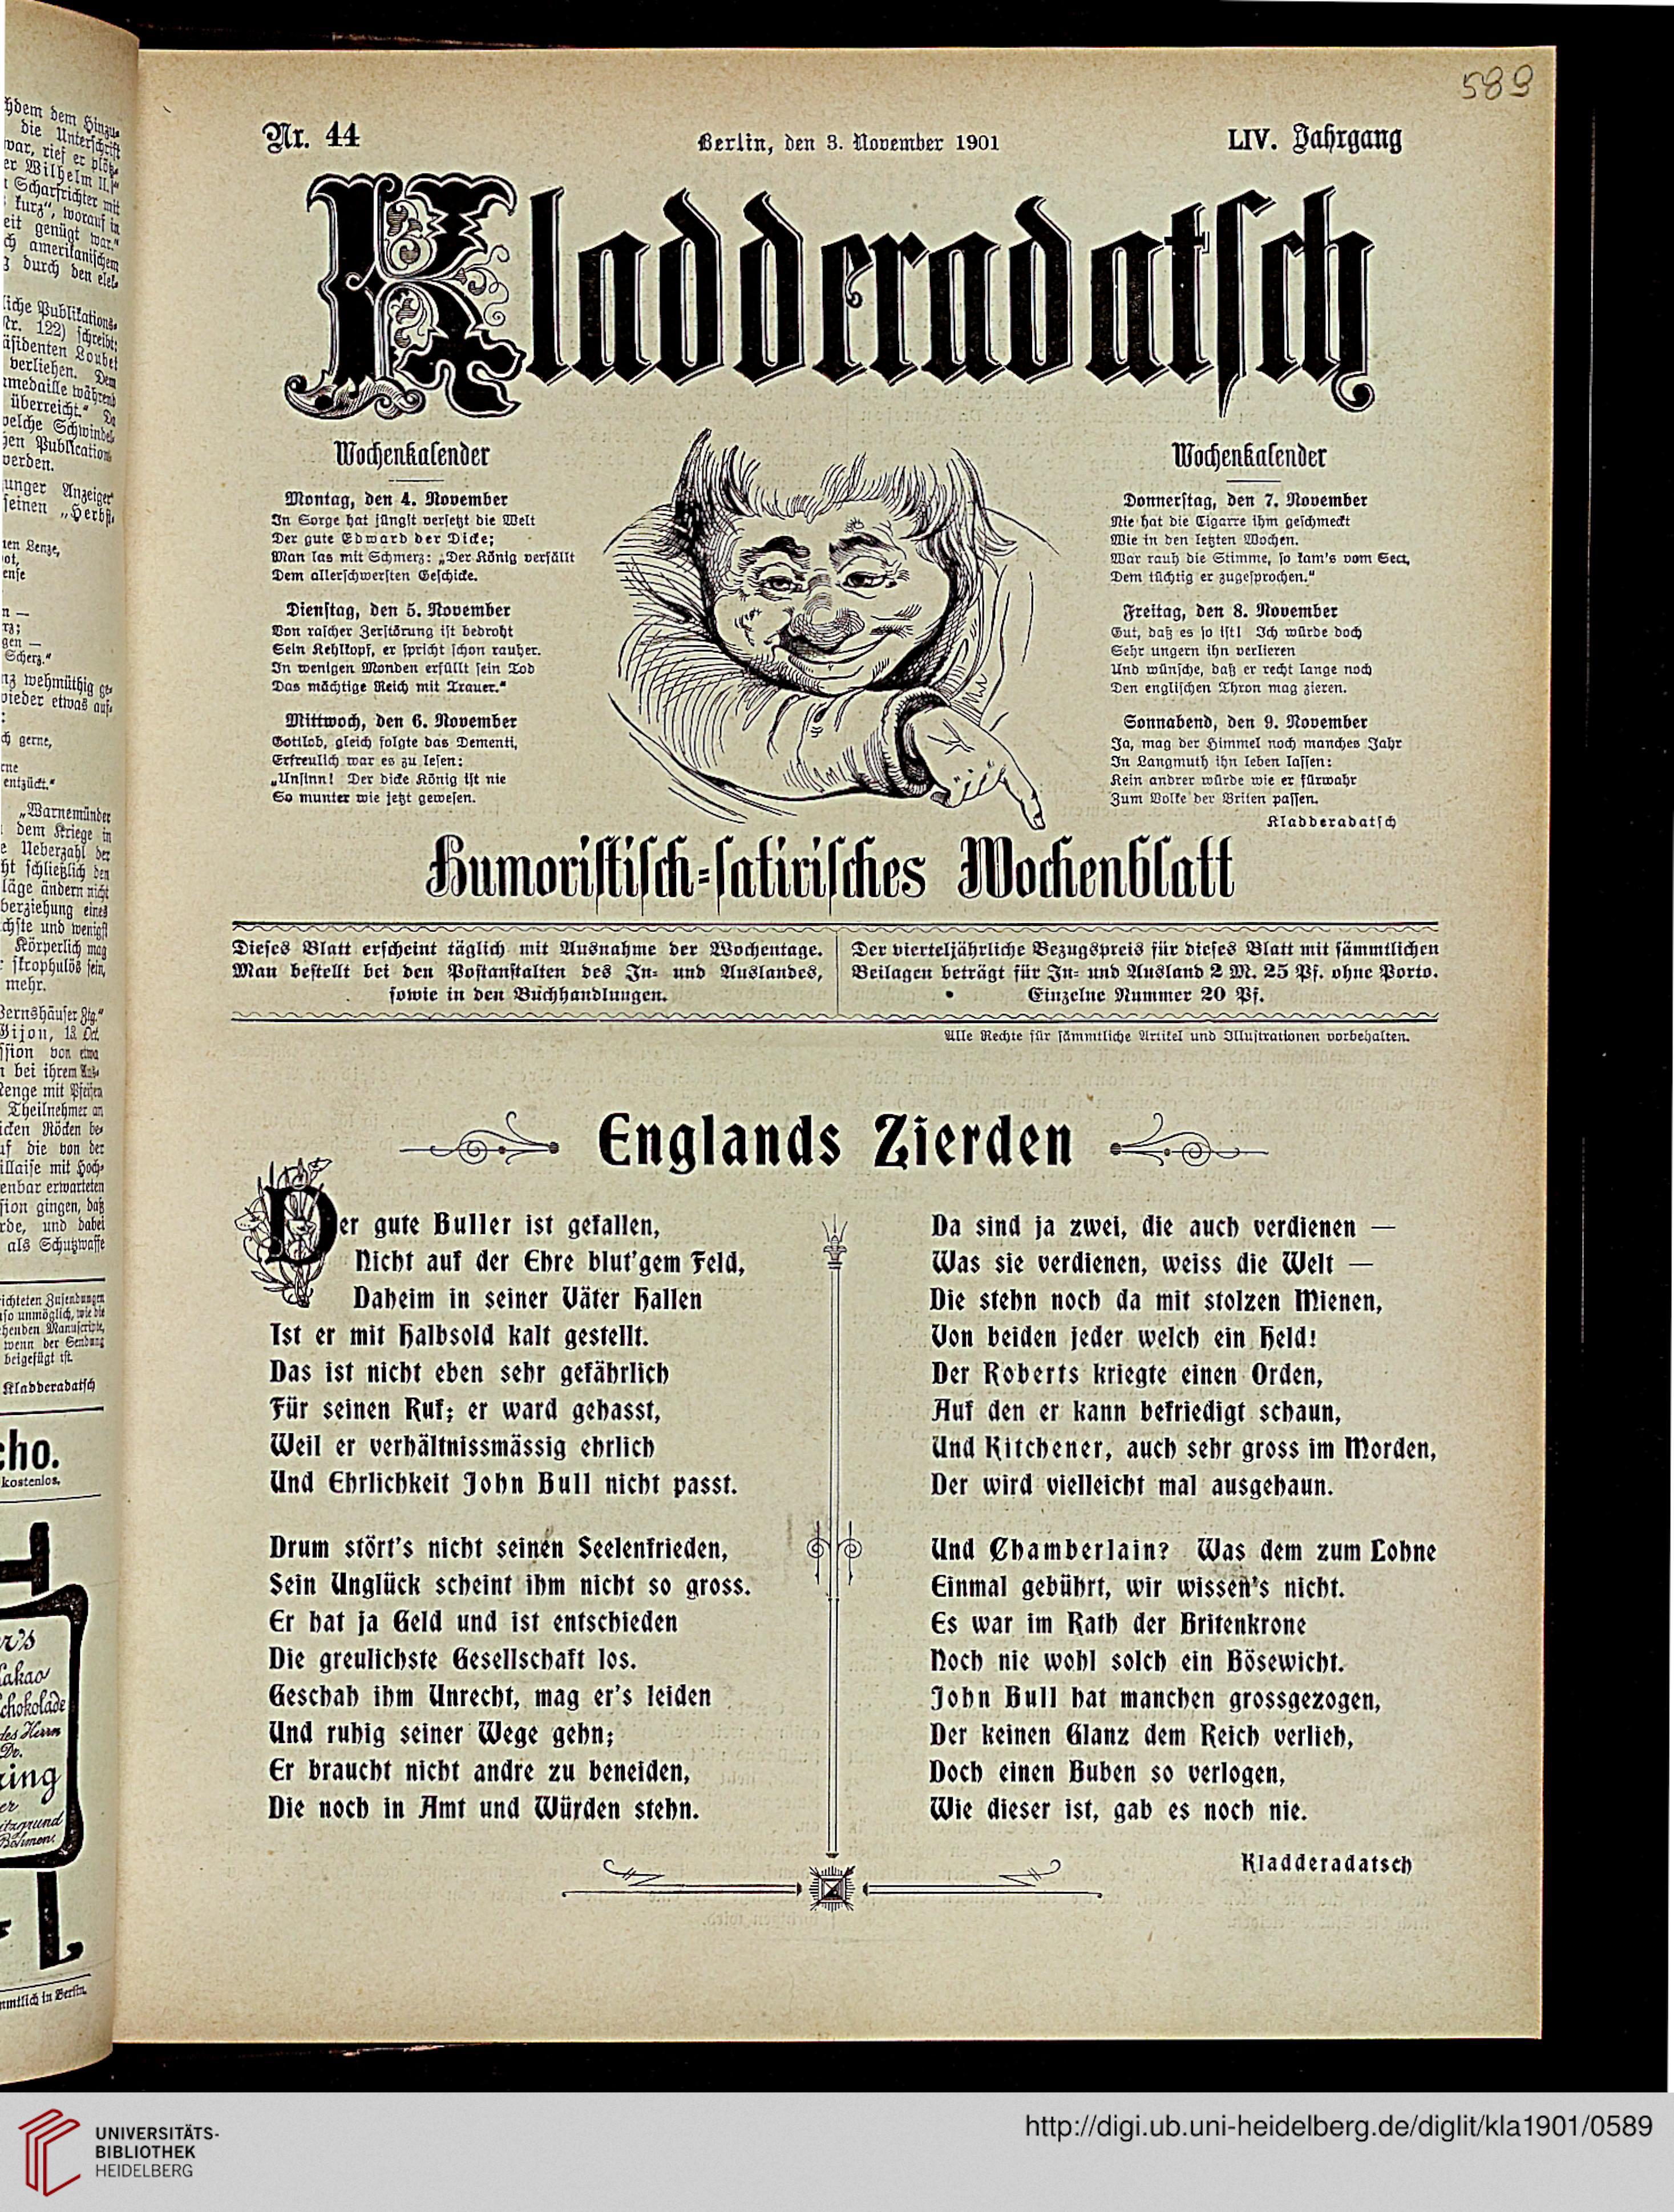 589
Nr. 44
Berlin, den 3. November 1901
LIV. Jahrgang
Kladderadatsch
Wochenkalender
Montag, den 4. November
In Sorge hat jüngst versetzt die Welt
Der gute Edward der Dicke;
Man las mit Schmerz: „Der König verfällt
Dem allerschwersten Geschicke.
Dienstag, den 5. November
Von rascher Zerstörung ist bedroht
Sein Kehlkopf, er spricht schon rauher.
In wenigen Monden erfüllt sein Tod
Das mächtige Reich mit Trauer.“
Mittwoch, den 6. November
Gottlob, gleich folgte das Dementi,
Erfreulich war es zu lesen:
„Unsinn! Der dicke König ist nie
So munter wie jetzt gewesen.
Wochenkalender
Donnerstag, den 7. November
Nie hat die Cigarre ihm geschmeckt
Wie in den letzten Wochen.
War rauh die Stimme, so kam's vom Sect,
Dem tüchtig er zugesprochen.“
Freitag, den 8. November
Gut, daß es so ist! Ich würde doch
Sehr ungern ihn verlieren
Und wünsche, daß er recht lange noch
Den englischen Thron mag zieren.
Sonnabend, den 9. November
Ja, mag der Himmel noch manches Jahr
In Langmuth ihn leben lassen:
Kein andrer würde wie er fürwahr
Zum Volke der Briten passen.
Kladderadatsch
Humoristisch-satirisches Wochenblatt
Dieses Blatt erscheint täglich mit Ausnahme der Wochentage.
Man bestellt bei den Postanstalten des In- und Auslandes,
sowie in den Buchhandlungen.
Der vierteljährliche Bezugspreis für dieses Blatt mit sämmtlichen
Beilagen beträgt für In- und Ausland 2 M. 25 Pf. ohne Porto.
Einzelne Nummer 20 Pf.
Alle Rechte für sämmtliche Artikel und Illustrationen vorbehalten.
Englands Zierden
Der gute Buller ist gefallen,
Nicht auf der Ehre blut'gem Feld,
Daheim in seiner Väter Hallen
Ist er mit Halbsold kalt gestellt.
Das ist nicht eben sehr gefährlich
Für seinen Ruf; er ward gehasst,
Weil er verhältnissmässig ehrlich
Und Ehrlichkeit John Bull nicht passt.
Drum stört's nicht seinen Seelenfrieden,
Sein Unglück scheint ihm nicht so gross.
Er hat ja Geld und ist entschieden
Die greulichste Gesellschaft los.
Geschah ihm Unrecht, mag er's leiden
Und ruhig seiner Wege gehn;
Er braucht nicht andre zu beneiden,
Die noch in Amt und Würden stehn.
Da sind ja zwei, die auch verdienen —
Was sie verdienen, weiss die Welt —
Die stehn noch da mit stolzen Mienen,
Von beiden jeder welch ein Held!
Der Roberts kriegte einen Orden,
Auf den er kann befriedigt schaun,
Und Kitchener, auch sehr gross im Morden,
Der wird vielleicht mal ausgehaun.
Und Chamberlain? Was dem zum Lohne
Einmal gebührt, wir wissen's nicht.
Es war im Rath der Britenkrone
Noch nie wohl solch ein Bösewicht.
John Bull hat manchen grossgezogen,
Der keinen Glanz dem Reich verlieh,
Doch einen Buben so verlogen,
Wie dieser ist, gab es noch nie.
Kladderadatsch
UNIVERSITÄTS-
BIBLIOTHEK
HEIDELBERG
http://digi.ub.uni-heidelberg.de/diglit/kla1901/0589